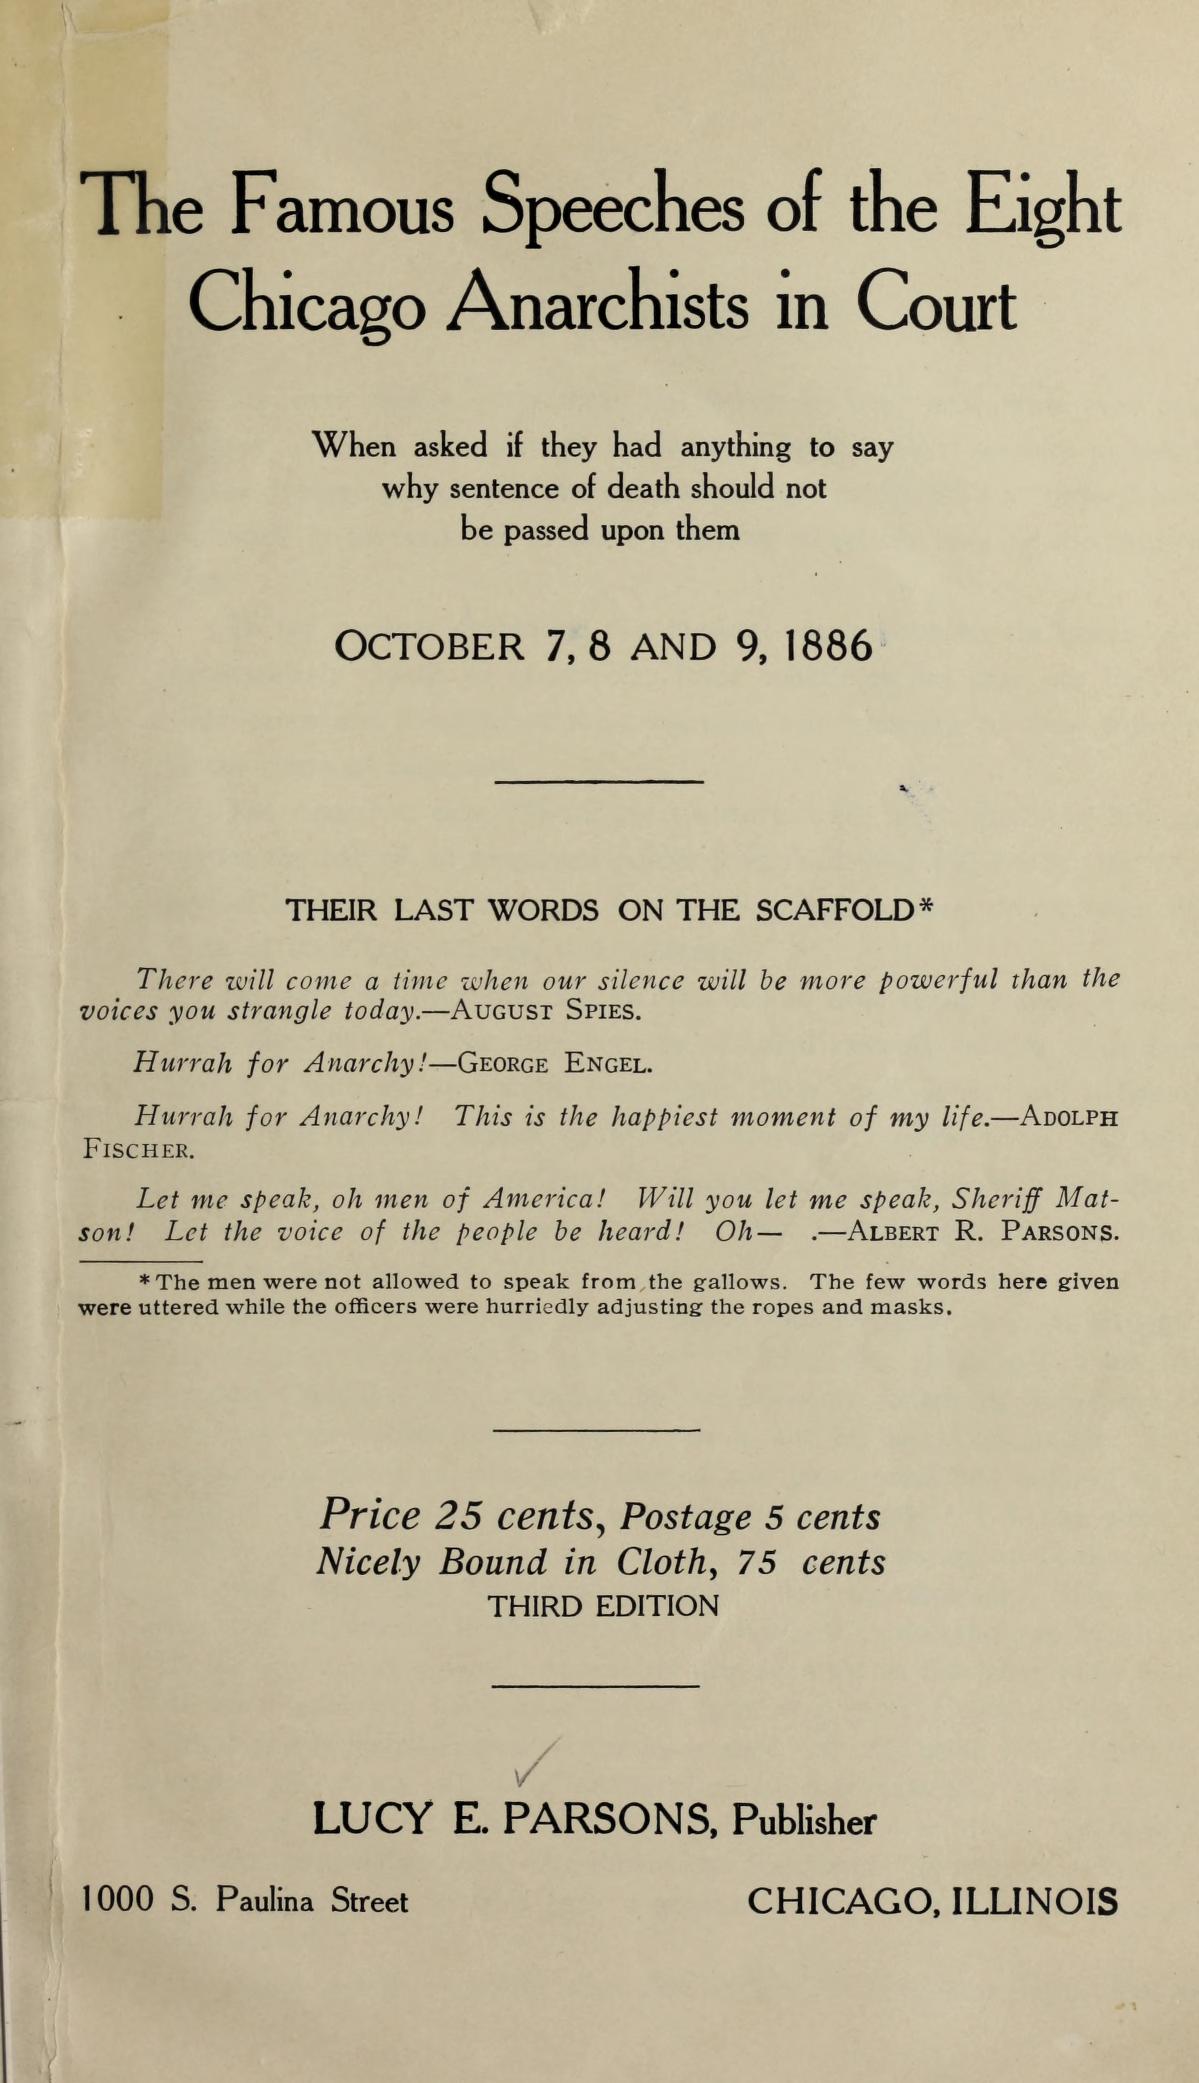 The Famous Speeches of the Eight
Chicago Anarchists in Court
When asked if they had anything to say
why sentence of death should not
be passed upon them
OCTOBER 7, 8 AND 9, 1886
THEIR LAST WORDS ON THE SCAFFOLD*
There will come a time when our silence will be more powerful than the
voices you strangle today.—AUGUST SPIES.
Hurrah for Anarchy!—GEORGE ENGEL.
Hurrah for Anarchy! This is the happiest moment of my life.—ADOLPH
FISCHER.
Let me speak, oh men of America! Will you let me speak, Sheriff Mat-
son! Let the voice of the people be heard! Oh— .—ALBERT R. PARSONS.
*The men were not allowed to speak from the gallows. The few words here given
were uttered while the officers were hurriedly adjusting the ropes and masks.
Price 25 cents, Postage 5 cents
Nicely Bound in Cloth, 75 cents
THIRD EDITION
LUCY E. PARSONS, Publisher
1000 S. Paulina Street CHICAGO, ILLINOIS